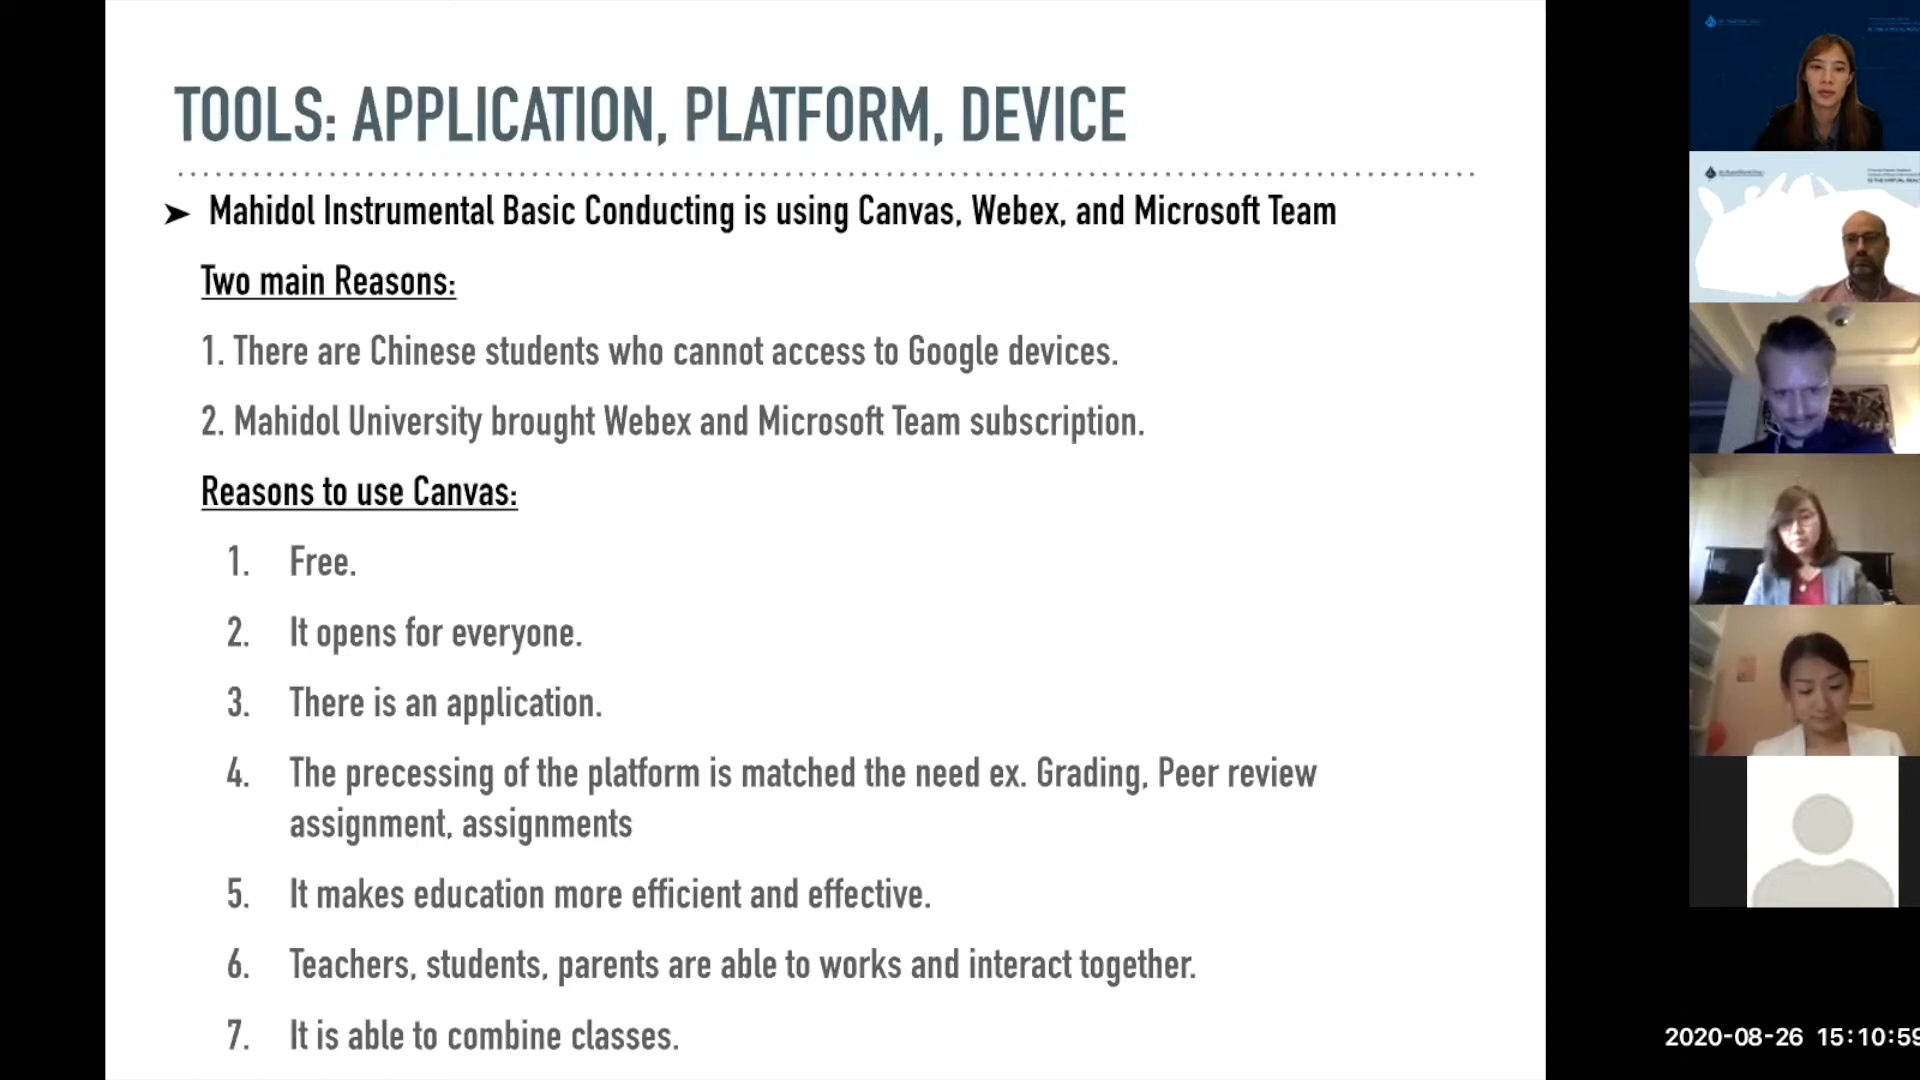 TOOLS: APPLICATION, PLATFORM, DEVICE
➤ Mahidol Instrumental Basic Conducting is using Canvas, Webex, and Microsoft Team
Two main Reasons:
1. There are Chinese students who cannot access to Google devices.
2. Mahidol University brought Webex and Microsoft Team subscription.
Reasons to use Canvas:
1. Free.
2. It opens for everyone.
3. There is an application.
4. The precessing of the platform is matched the need ex. Grading, Peer review
assignment, assignments
5. It makes education more efficient and effective.
6. Teachers, students, parents are able to works and interact together.
7. It is able to combine classes.
2020-08-26 15:10:59